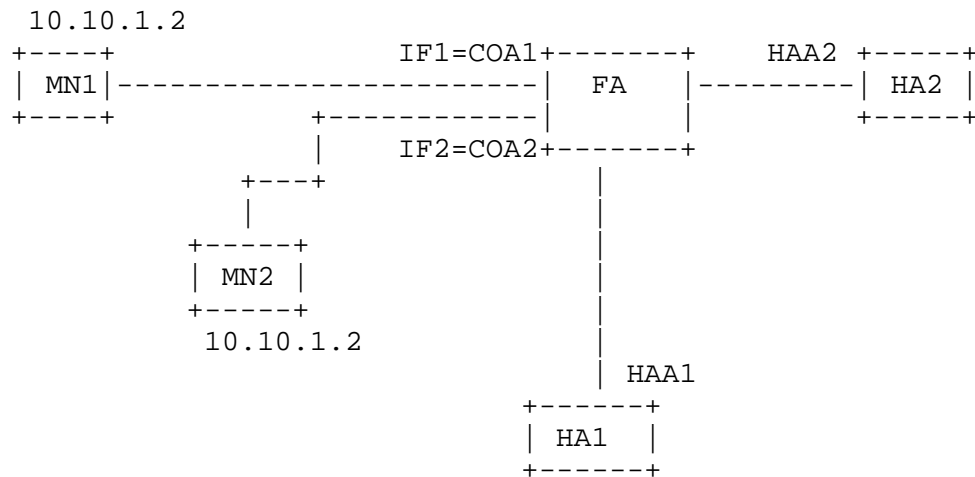 10.10.1.2
IF1=COA1 HAA2
MN1 FA HA2
IF2=COA2
MN2
10.10.1.2
HAA1
HA1